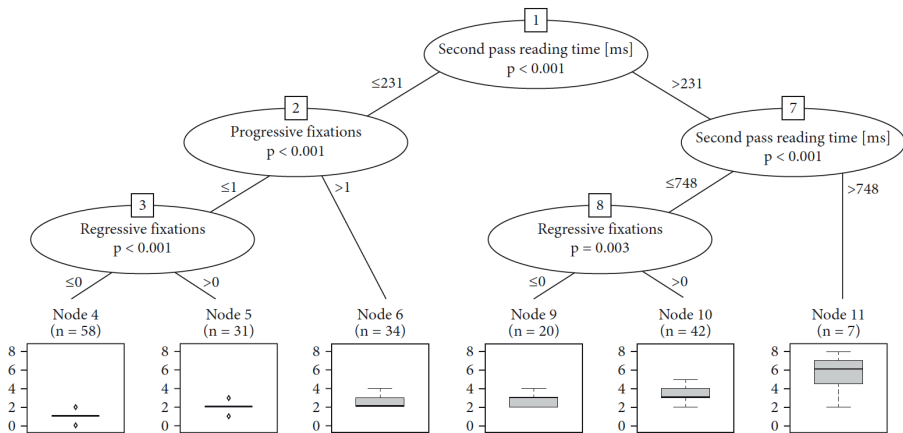 1
Second pass reading time [ms]
p < 0.001
≤231
>231
2
Progressive fixations
p < 0.001
7
Second pass reading time [ms]
p < 0.001
≤1
>1
≤748
>748
3
Regressive fixations
p < 0.001
8
Regressive fixations
p = 0.003
≤0
>0
≤0
>0
Node 4
(n = 58)
Node 5
(n = 31)
Node 6
(n = 34)
Node 9
(n = 20)
Node 10
(n = 42)
Node 11
(n = 7)
8
6
4
2
0
8
6
4
2
0
8
6
4
2
0
8
6
4
2
0
8
6
4
2
0
8
6
4
2
0